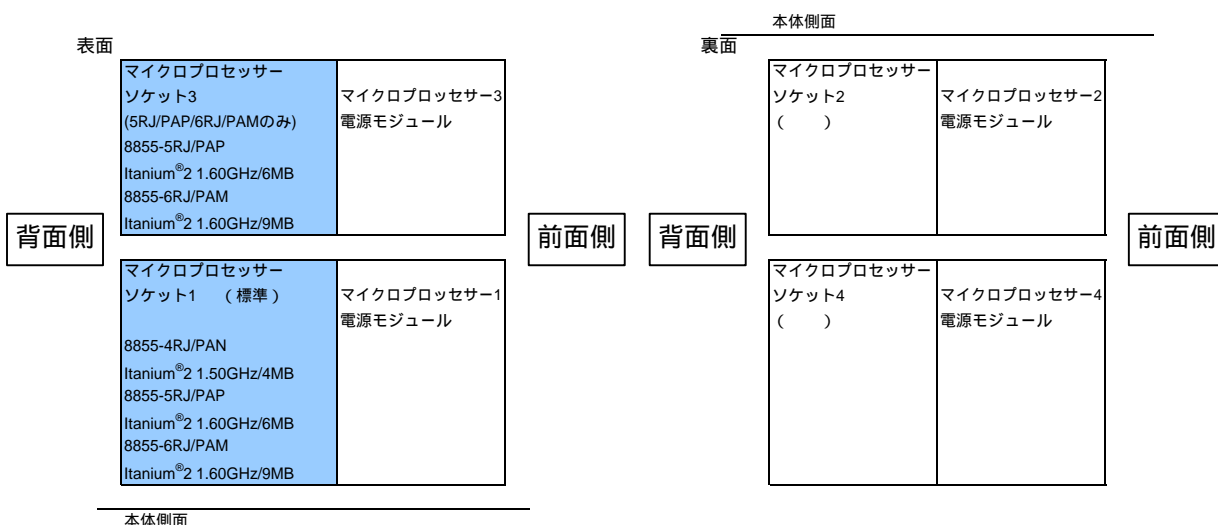 本体側面
表面
裏面
マイクロプロセッサー
ソケット3
(5RJ/PAP/6RJ/PAMのみ)
8855-5RJ/PAP
Itanium®2 1.60GHz/6MB
8855-6RJ/PAM
Itanium®2 1.60GHz/9MB
マイクロプロッセサー3
電源モジュール
マイクロプロセッサー
ソケット2
(　　)
マイクロプロッセサー2
電源モジュール
背面側
前面側
背面側
前面側
マイクロプロセッサー
ソケット1　(標準)
8855-4RJ/PAN
Itanium®2 1.50GHz/4MB
8855-5RJ/PAP
Itanium®2 1.60GHz/6MB
8855-6RJ/PAM
Itanium®2 1.60GHz/9MB
マイクロプロッセサー1
電源モジュール
マイクロプロセッサー
ソケット4
(　　)
マイクロプロッセサー4
電源モジュール
本体側面